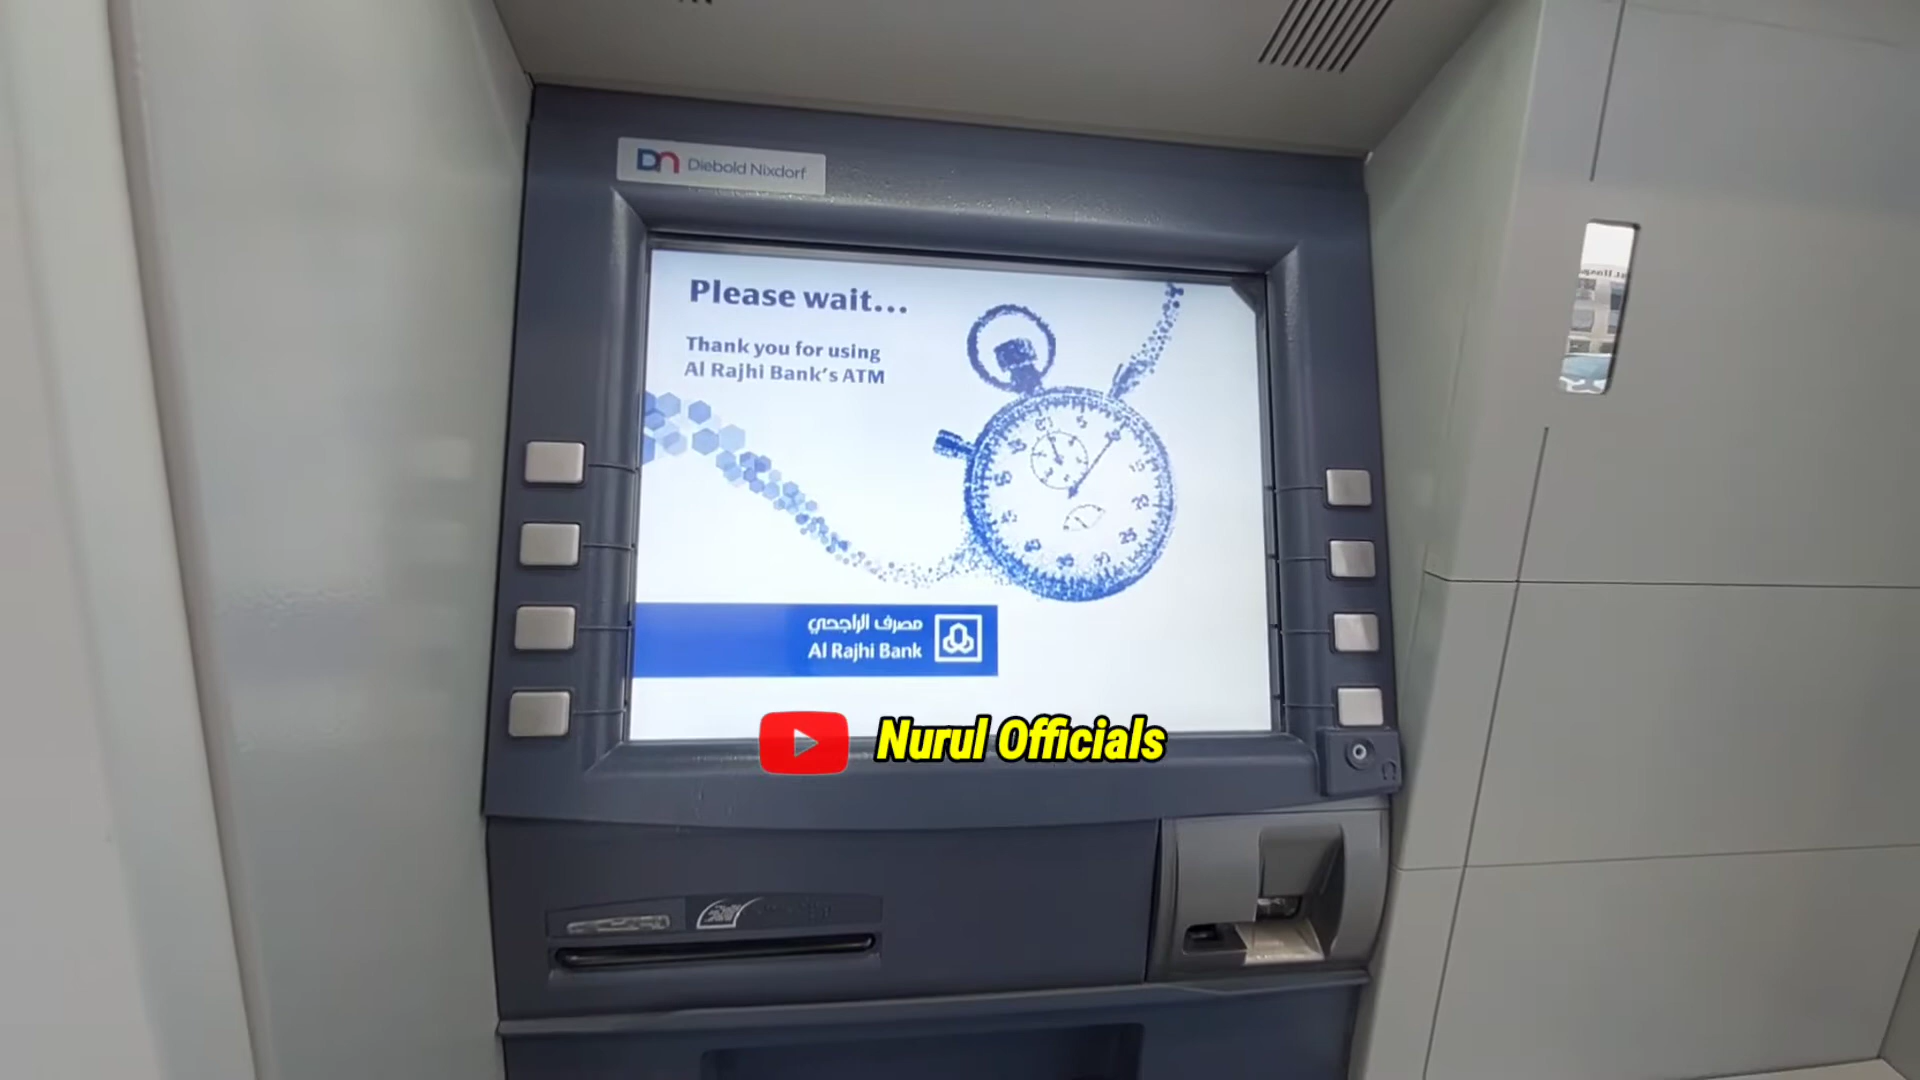 Diebold Nixdorf
Please wait...
Thank you for using
Al Rajhi Bank's ATM
مصرف الراجحي
Al Rajhi Bank
Nurul Officials